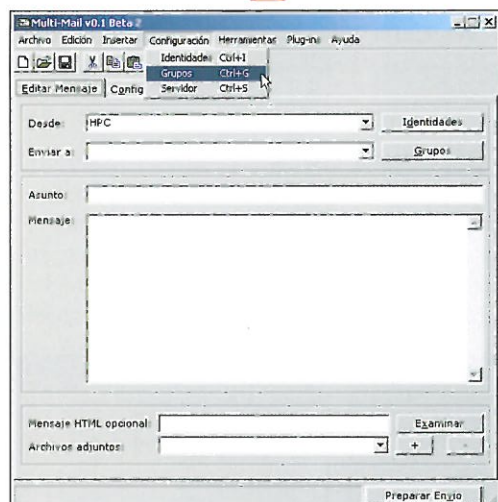 Multi-Mail v0.1 Beta 2
Archivo Edición Insertar Configuración Herramientas Plug-ins Ayuda
Identidades Ctrl+I
Grupos Ctrl+G
Servidor Ctrl+S
Editar Mensaje Config
Desde: HPC Identidades
Enviar a: Grupos
Asunto:
Mensaje:
Mensaje HTML opcional: Examinar
Archivos adjuntos: + -
Preparar Envío